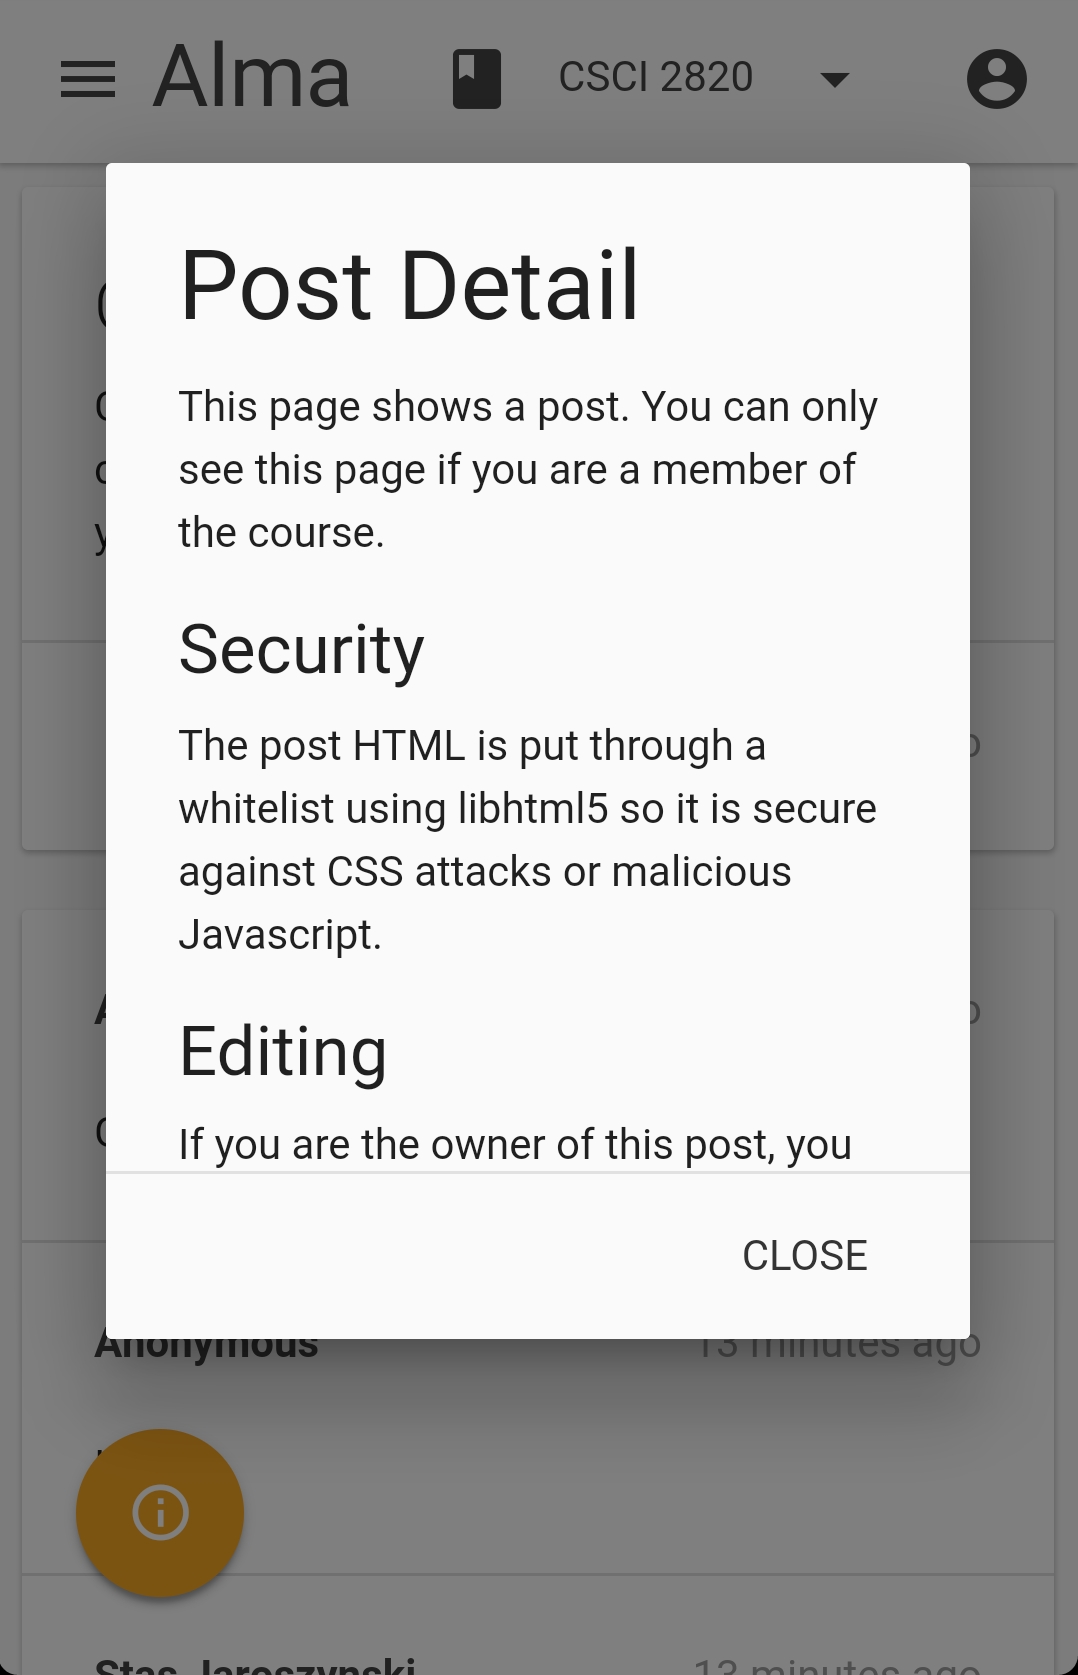 Alma CSCI 2820
Post Detail
This page shows a post. You can only
see this page if you are a member of
the course.
Security
The post HTML is put through a
whitelist using libhtml5 so it is secure
against CSS attacks or malicious
Javascript.
Editing
If you are the owner of this post, you
CLOSE
Anonymous 13 minutes ago
Stas Jaroszynski 13 minutes ago